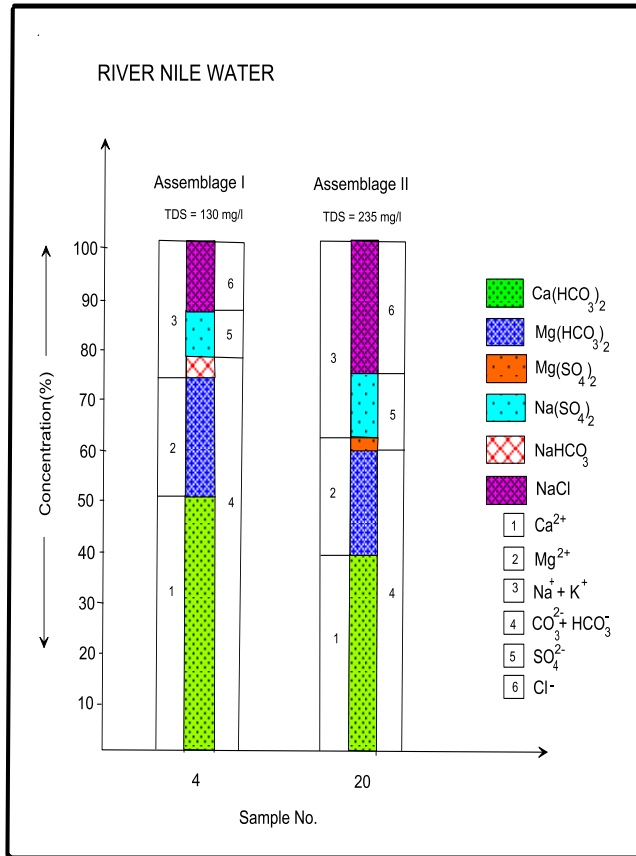 RIVER NILE WATER
Assemblage I
Assemblage II
TDS = 130 mg/l
TDS = 235 mg/l
Concentration(%)
100
90
80
70
60
50
40
30
20
10
6
5
3
2
4
1
6
3
5
2
4
1
4
20
Sample No.
Ca(HCO₃)₂
Mg(HCO₃)₂
Mg(SO₄)₂
Na(SO₄)₂
NaHCO₃
NaCl
1 Ca²⁺
2 Mg²⁺
3 Na⁺ + K⁺
4 CO₃²⁻ + HCO₃⁻
5 SO₄²⁻
6 Cl⁻